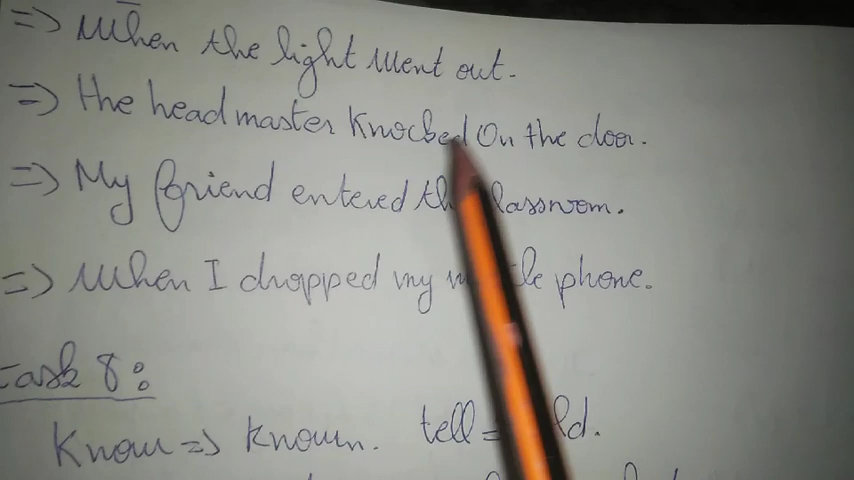 => When the light went out.
=> the headmaster knocked On the door.
=> My friend entered the classroom.
=> When I dropped my phone.
task 8:
Know => known. tell =